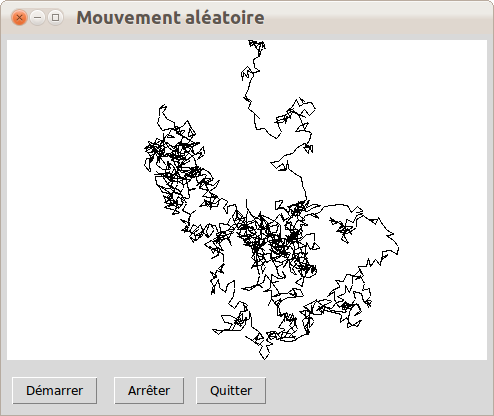 Mouvement aléatoire
Démarrer Arrêter Quitter